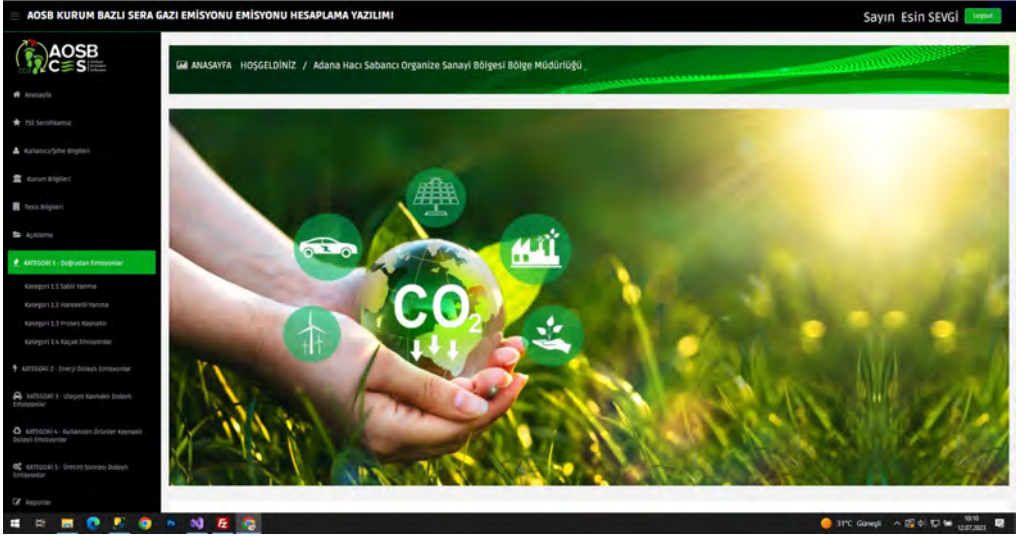 AOSB KURUM BAZLI SERA GAZI EMİSYONU EMİSYONU HESAPLAMA YAZILIMI
Sayın Esin SEVGİ
Logout
AOSB
CES
ANASAYFA HOŞGELDİNİZ / Adana Hacı Sabancı Organize Sanayi Bölgesi Bölge Müdürlüğü
Anasayfa
TSE Sertifikamız
Kullanıcı/Şifre Bilgileri
Kurum Bilgileri
Tesis Bilgileri
Açıklama
KATEGORİ 1 - Doğrudan Emisyonlar
Kategori 1.1 Sabit Yanma
Kategori 1.2 Hareketli Yanma
Kategori 1.3 Proses Kaynaklı
Kategori 1.4 Kaçak Emisyonlar
KATEGORİ 2 - Enerji Dolaylı Emisyonlar
KATEGORİ 3 - Ulaşım Kaynaklı Dolaylı
Emisyonlar
KATEGORİ 4 - Kullanılan Ürünler Kaynaklı
Dolaylı Emisyonlar
KATEGORİ 5 - Üretim Sonrası Dolaylı
Emisyonlar
Raporlar
CO2
31°C Güneşli
10:10
12.07.2023